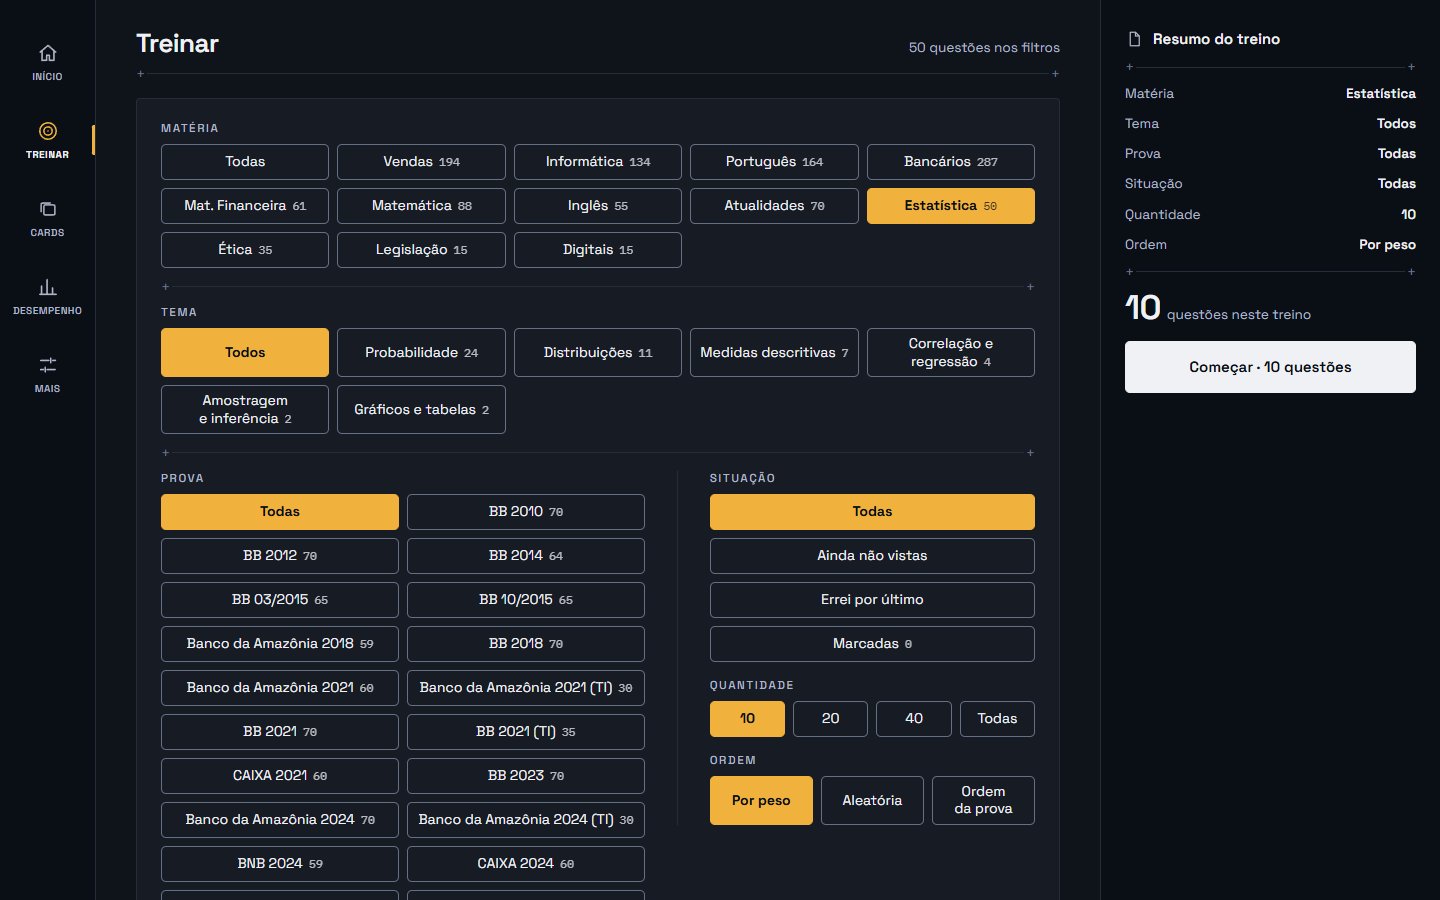 INÍCIO
TREINAR
CARDS
DESEMPENHO
MAIS
Treinar
50 questões nos filtros
MATÉRIA
Todas
Vendas 194
Informática 134
Português 164
Bancários 287
Mat. Financeira 61
Matemática 88
Inglês 55
Atualidades 70
Estatística 50
Ética 35
Legislação 15
Digitais 15
TEMA
Todos
Probabilidade 24
Distribuições 11
Medidas descritivas 7
Correlação e
regressão 4
Amostragem
e inferência 2
Gráficos e tabelas 2
PROVA
Todas
BB 2010 70
BB 2012 70
BB 2014 64
BB 03/2015 65
BB 10/2015 65
Banco da Amazônia 2018 59
BB 2018 70
Banco da Amazônia 2021 60
Banco da Amazônia 2021 (TI) 30
BB 2021 70
BB 2021 (TI) 35
CAIXA 2021 60
BB 2023 70
Banco da Amazônia 2024 70
Banco da Amazônia 2024 (TI) 30
BNB 2024 59
CAIXA 2024 60
SITUAÇÃO
Todas
Ainda não vistas
Errei por último
Marcadas 0
QUANTIDADE
10
20
40
Todas
ORDEM
Por peso
Aleatória
Ordem
da prova
Resumo do treino
Matéria Estatística
Tema Todos
Prova Todas
Situação Todas
Quantidade 10
Ordem Por peso
10 questões neste treino
Começar · 10 questões